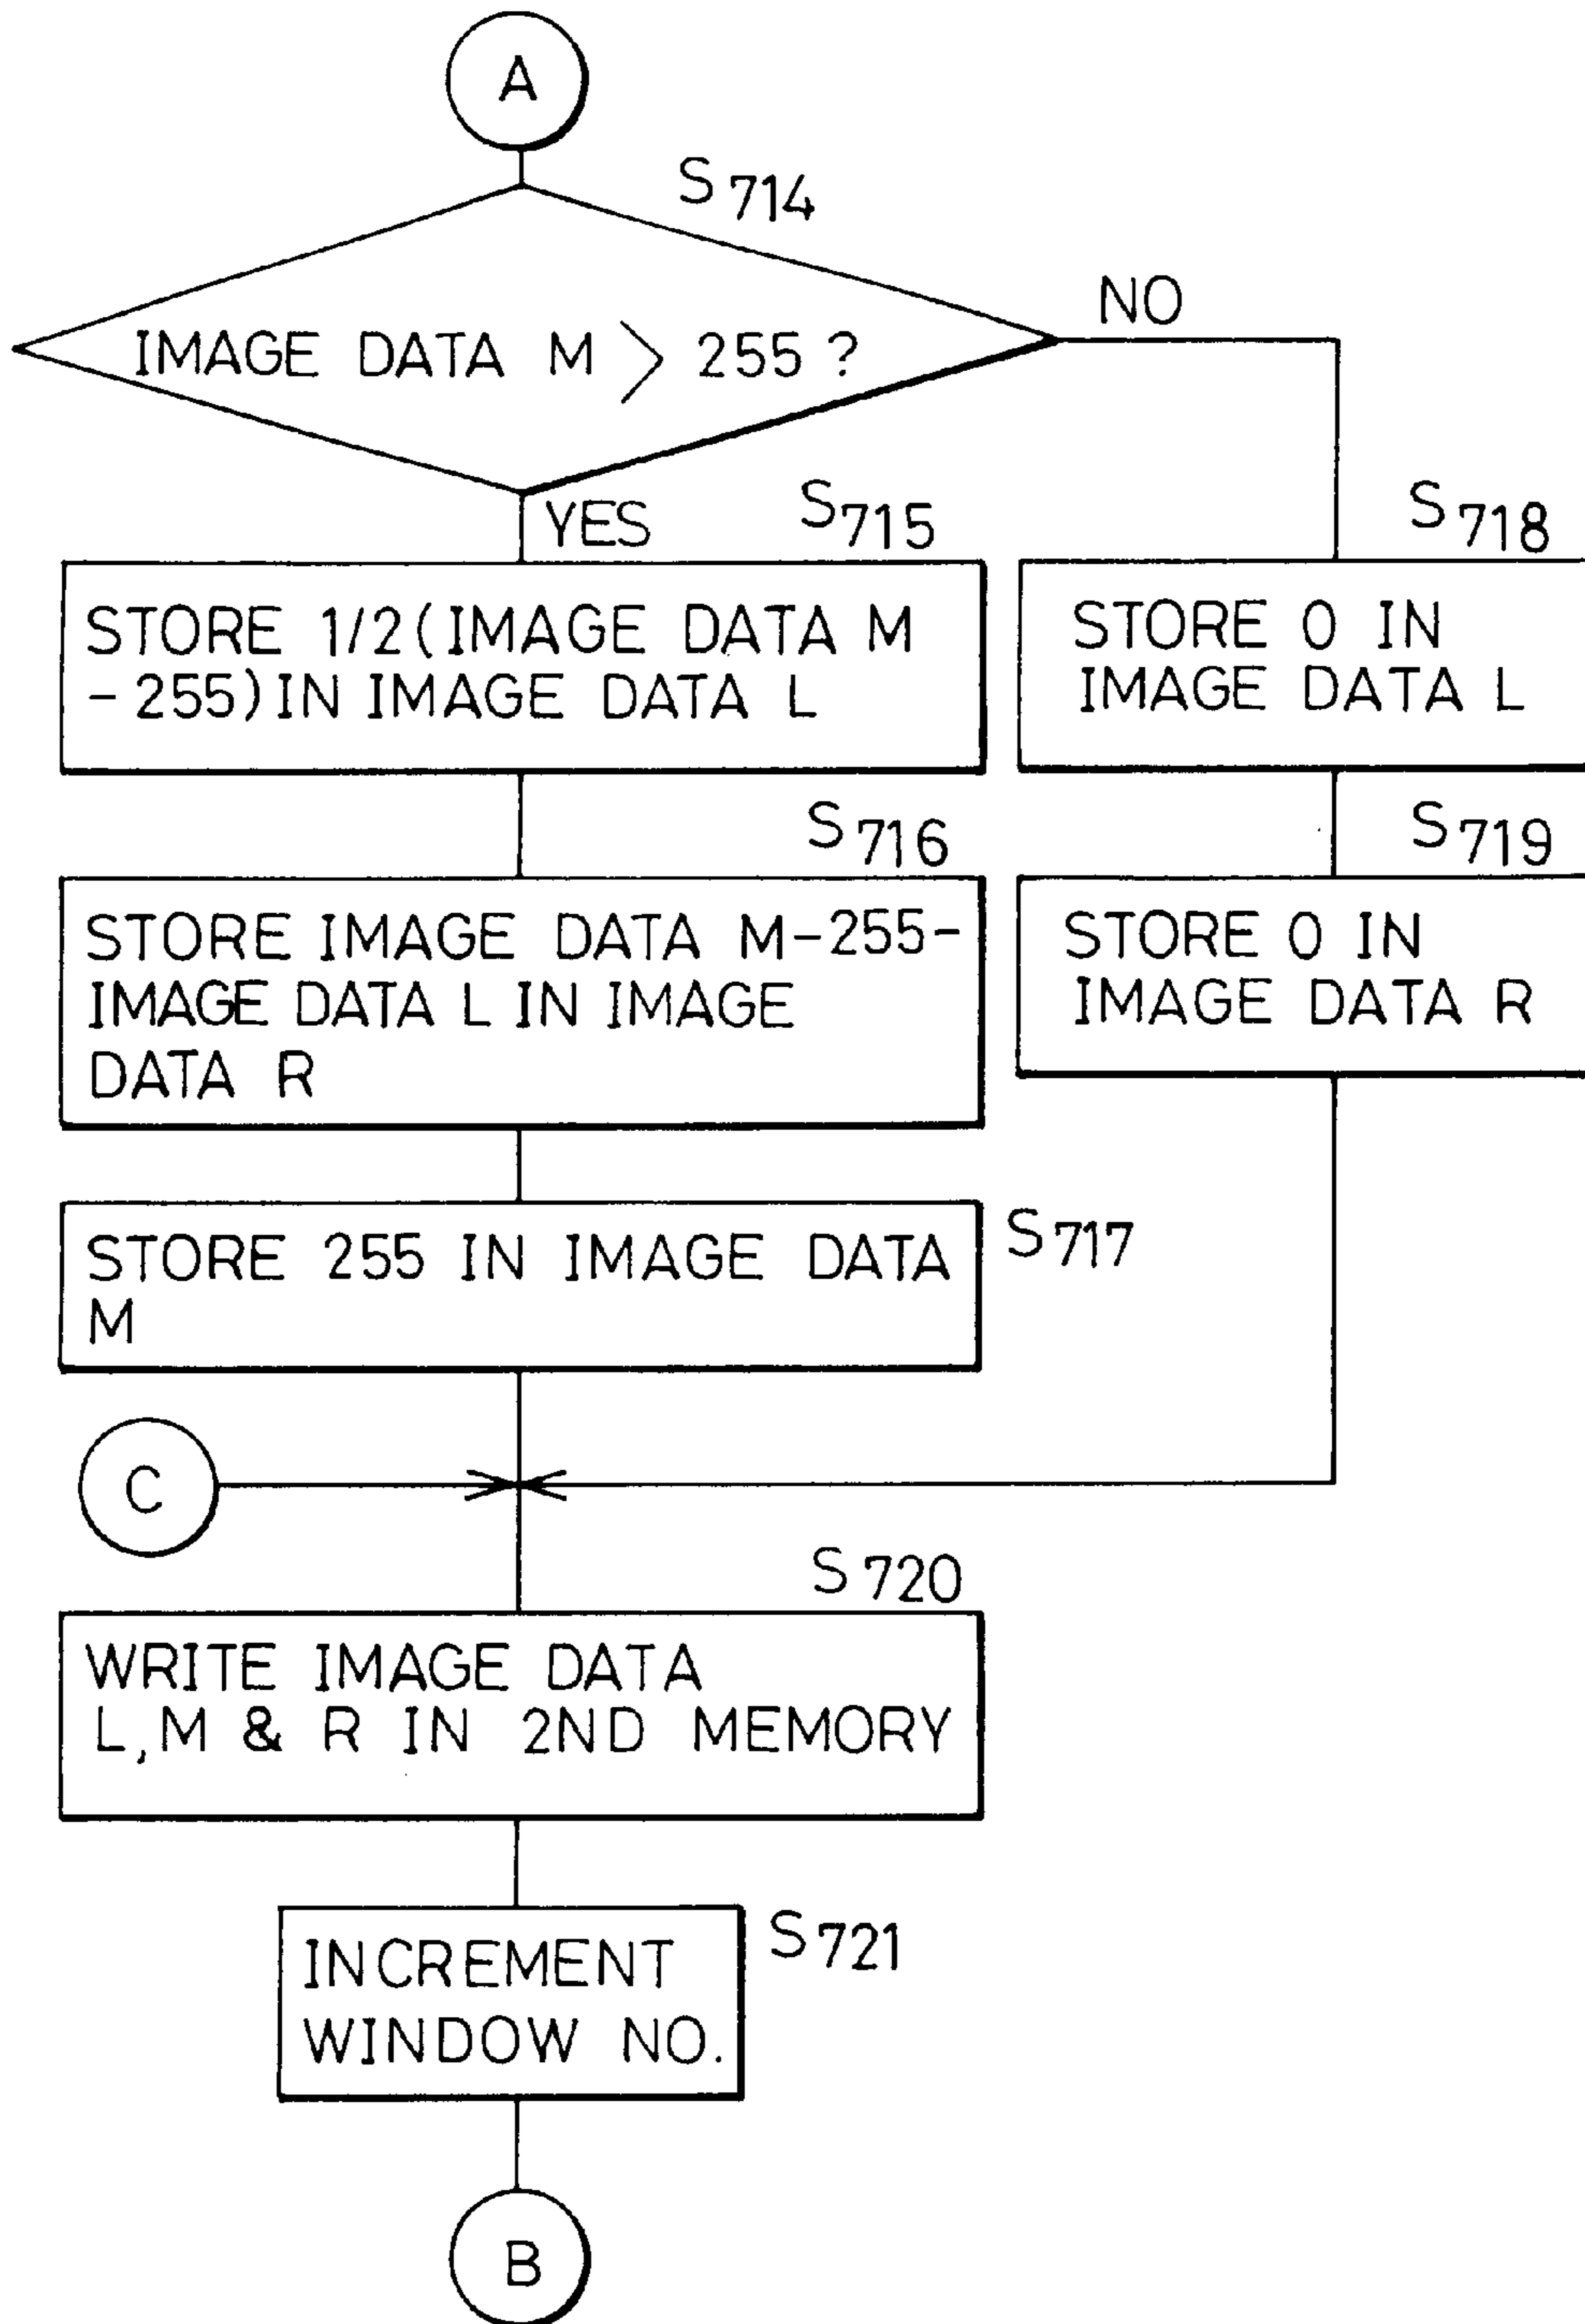 A
S714
IMAGE DATA M > 255 ?
NO
YES
S715
S718
STORE 1/2(IMAGE DATA M
-255)IN IMAGE DATA L
STORE 0 IN
IMAGE DATA L
S716
S719
STORE IMAGE DATA M-255-
IMAGE DATA L IN IMAGE
DATA R
STORE 0 IN
IMAGE DATA R
STORE 255 IN IMAGE DATA
M
S717
C
S720
WRITE IMAGE DATA
L,M & R IN 2ND MEMORY
S721
INCREMENT
WINDOW NO.
B